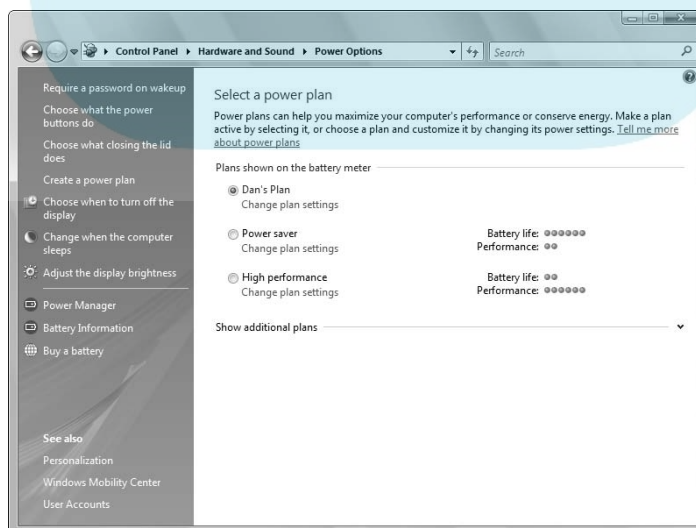 Control Panel ▸ Hardware and Sound ▸ Power Options
Search
Require a password on wakeup
Choose what the power
buttons do
Choose what closing the lid
does
Create a power plan
Choose when to turn off the
display
Change when the computer
sleeps
Adjust the display brightness
Power Manager
Battery Information
Buy a battery
See also
Personalization
Windows Mobility Center
User Accounts
Select a power plan
Power plans can help you maximize your computer's performance or conserve energy. Make a plan
active by selecting it, or choose a plan and customize it by changing its power settings. Tell me more
about power plans
Plans shown on the battery meter
Dan's Plan
Change plan settings
Power saver
Battery life:
Change plan settings
Performance:
High performance
Battery life:
Change plan settings
Performance:
Show additional plans